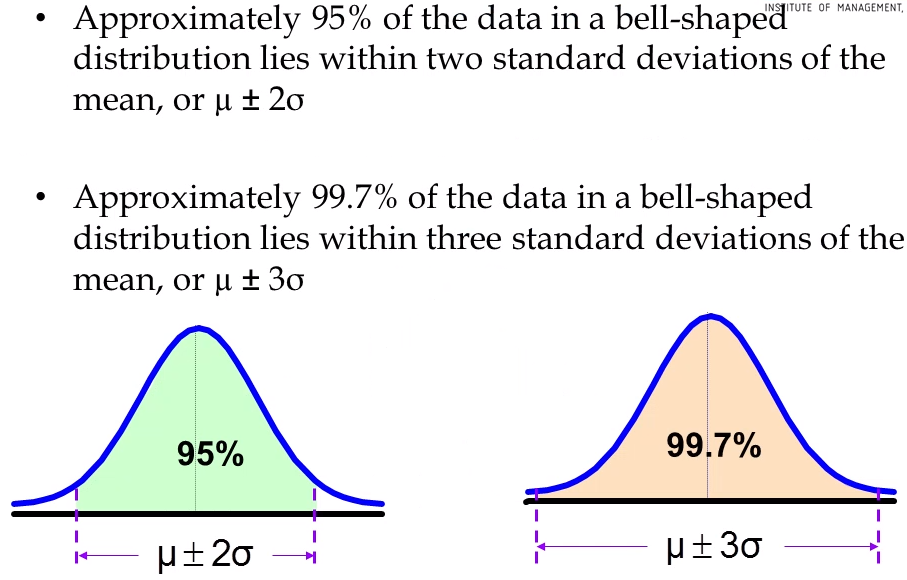 INSTITUTE OF MANAGEMENT,
• Approximately 95% of the data in a bell-shaped
distribution lies within two standard deviations of the
mean, or μ ± 2σ
• Approximately 99.7% of the data in a bell-shaped
distribution lies within three standard deviations of the
mean, or μ ± 3σ
95%
99.7%
μ ± 2σ
μ ± 3σ